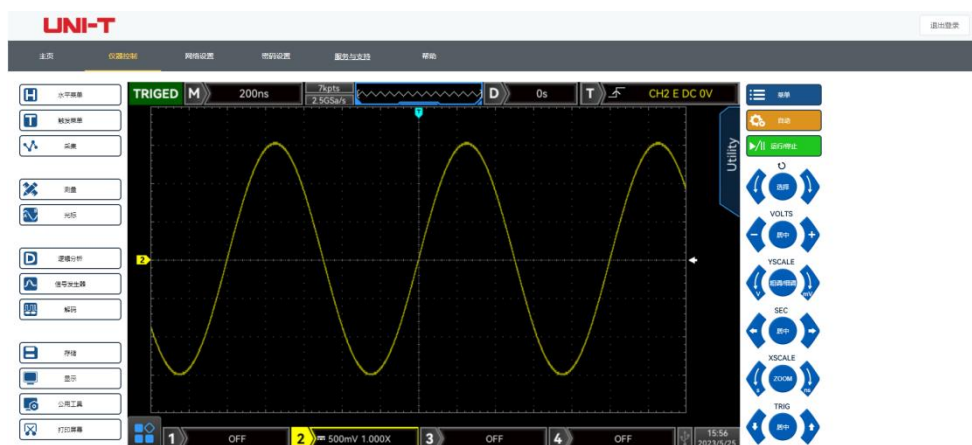 UNI-T
退出登录
主页 仪器控制 网络设置 密码设置 服务与支持 帮助
水平菜单
触发菜单
采集
测量
光标
逻辑分析
信号发生器
解码
存储
显示
公用工具
打印屏幕
TRIGED M 200ns 7kpts 2.5GSa/s D 0s T CH2 E DC 0V
T
Utility
2
1 OFF 2 500mV 1.000X 3 OFF 4 OFF 15:56
2023/5/25
菜单
自动
运行/停止
选择
VOLTS
居中
YSCALE
V 粗调/细调 mV
SEC
居中
XSCALE
s ZOOM ns
TRIG
居中